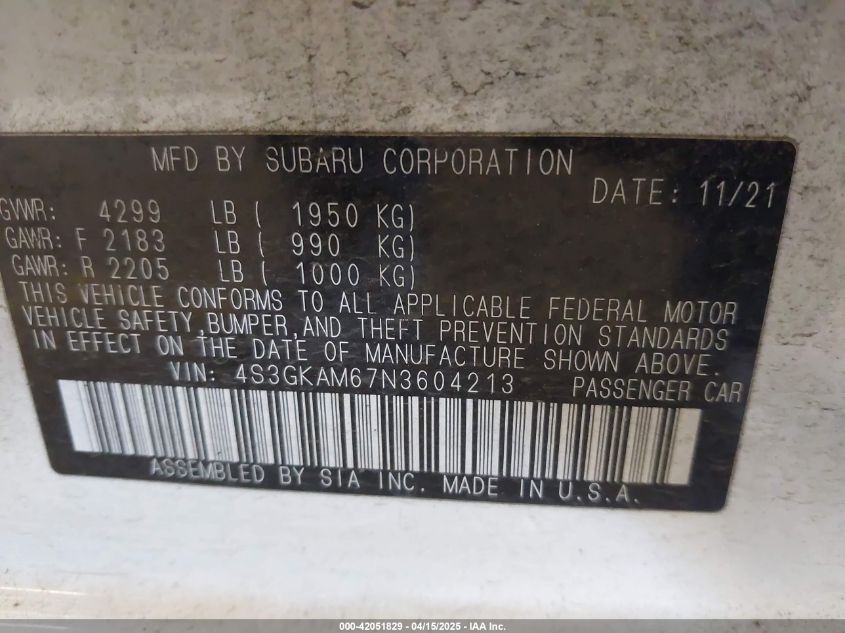 MFD BY SUBARU CORPORATION
DATE: 11/21
GVWR: 4299 LB ( 1950 KG)
GAWR: F 2183 LB ( 990 KG)
GAWR: R 2205 LB ( 1000 KG)
THIS VEHICLE CONFORMS TO ALL APPLICABLE FEDERAL MOTOR
VEHICLE SAFETY,BUMPER,AND THEFT PREVENTION STANDARDS
IN EFFECT ON THE DATE OF MANUFACTURE SHOWN ABOVE.
VIN: 4S3GKAM67N3604213 PASSENGER CAR
ASSEMBLED BY SIA INC. MADE IN U.S.A.
000-42051829 - 04/15/2025 - IAA Inc.